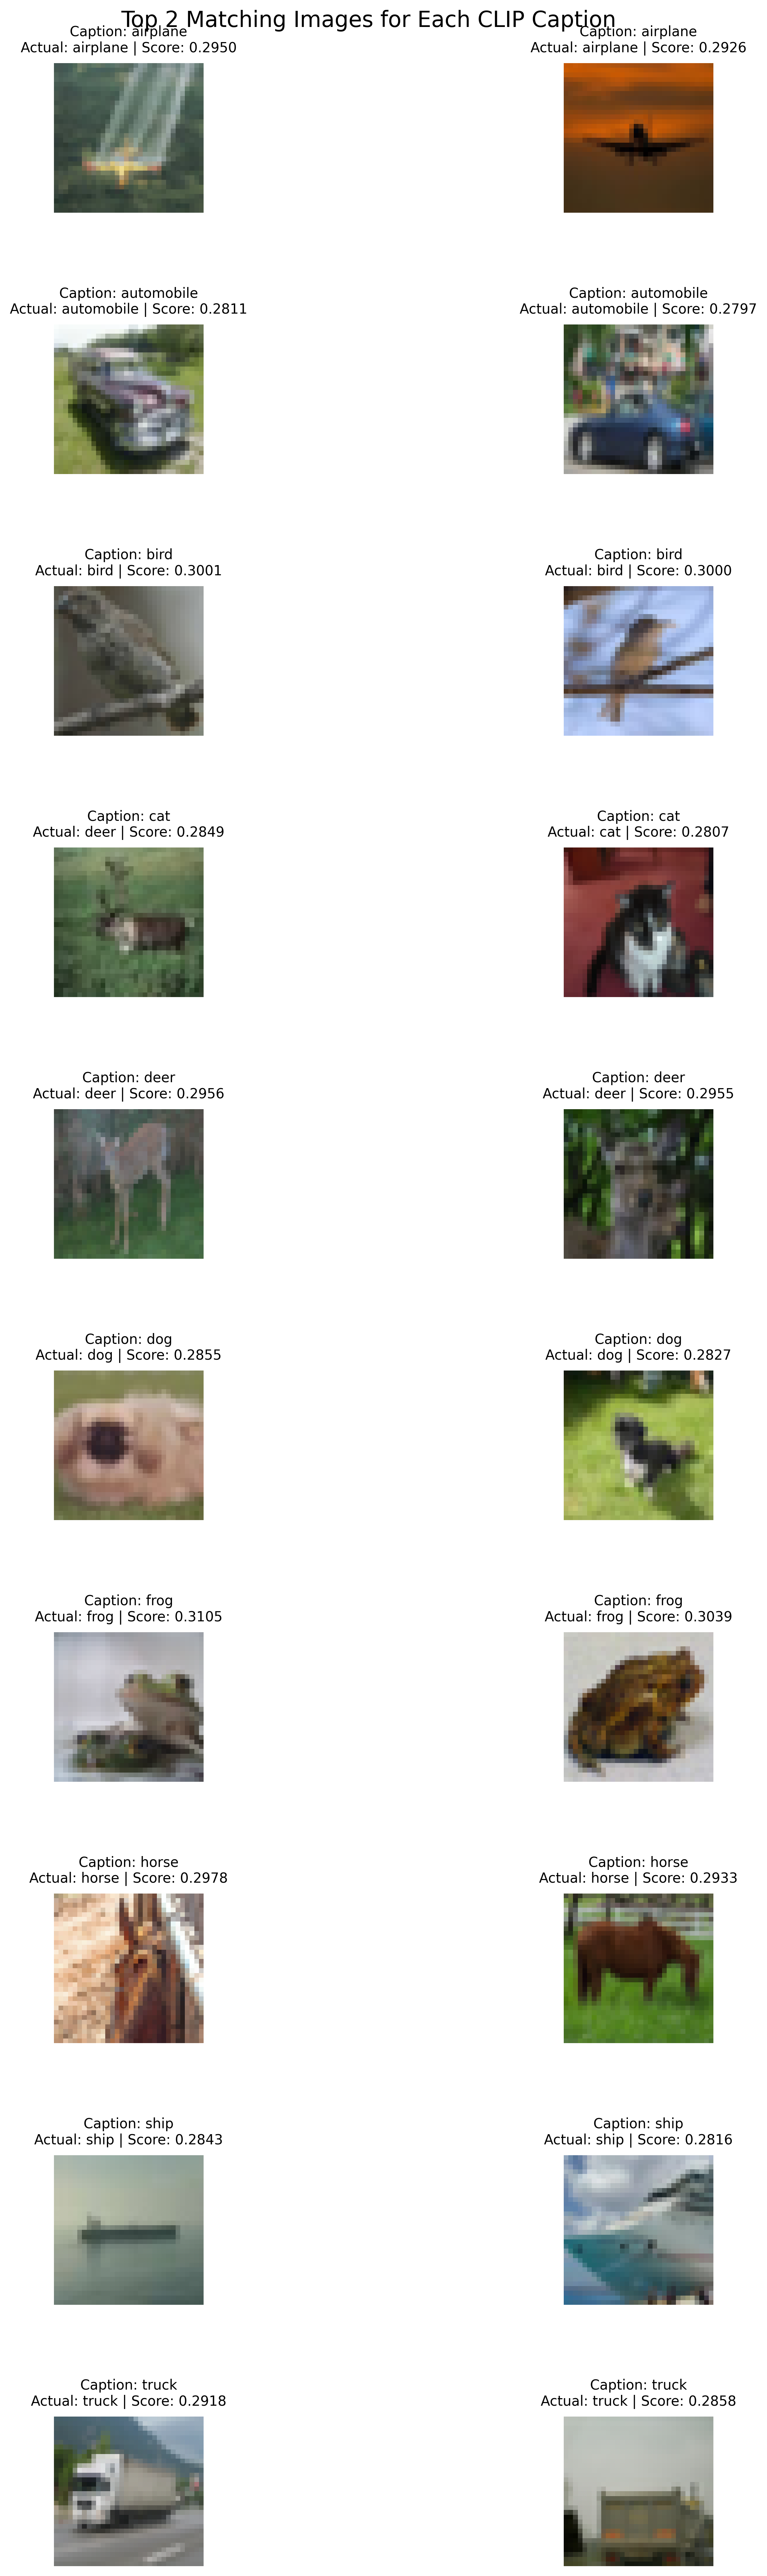 Top 2 Matching Images for Each CLIP Caption
Caption: airplane
Actual: airplane | Score: 0.2950
Caption: airplane
Actual: airplane | Score: 0.2926
Caption: automobile
Actual: automobile | Score: 0.2811
Caption: automobile
Actual: automobile | Score: 0.2797
Caption: bird
Actual: bird | Score: 0.3001
Caption: bird
Actual: bird | Score: 0.3000
Caption: cat
Actual: deer | Score: 0.2849
Caption: cat
Actual: cat | Score: 0.2807
Caption: deer
Actual: deer | Score: 0.2956
Caption: deer
Actual: deer | Score: 0.2955
Caption: dog
Actual: dog | Score: 0.2855
Caption: dog
Actual: dog | Score: 0.2827
Caption: frog
Actual: frog | Score: 0.3105
Caption: frog
Actual: frog | Score: 0.3039
Caption: horse
Actual: horse | Score: 0.2978
Caption: horse
Actual: horse | Score: 0.2933
Caption: ship
Actual: ship | Score: 0.2843
Caption: ship
Actual: ship | Score: 0.2816
Caption: truck
Actual: truck | Score: 0.2918
Caption: truck
Actual: truck | Score: 0.2858